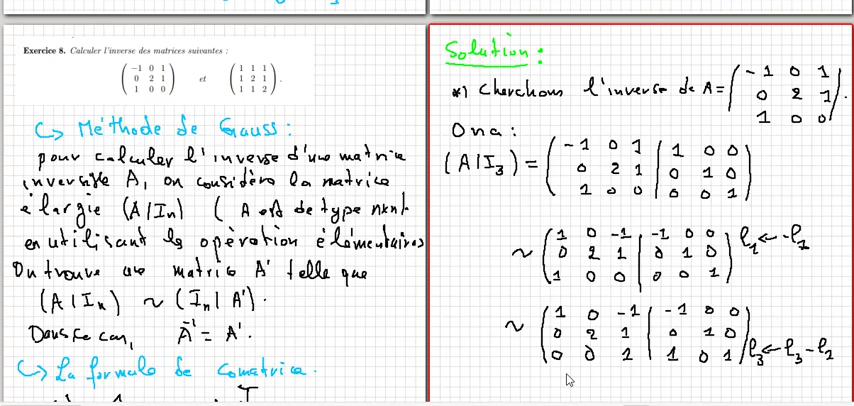 Exercice 8. Calculer l'inverse des matrices suivantes :
-1 0 1
0 2 1
1 0 0
et
1 1 1
1 2 1
1 1 2
.
↪ Méthode de Gauss :
pour calculer l'inverse d'une matrice
inversible A, on considère la matrice
élargie (A|In) ( A est de type nxn.
en utilisant les opération élémentaires
On trouve une matrice A' telle que
(A|In) ~ (In|A').
Dans ce cas, A⁻¹ = A'.
↪ La formule de comatrice.
Solution :
*) Cherchons l'inverse de A =
-1 0 1
0 2 1
1 0 0
.
On a :
(A|I3) =
-1 0 1 | 1 0 0
0 2 1 | 0 1 0
1 0 0 | 0 0 1
~
1 0 -1 | -1 0 0
0 2 1 | 0 1 0
1 0 0 | 0 0 1
l1 ← -l1
~
1 0 -1 | -1 0 0
0 2 1 | 0 1 0
0 0 1 | 1 0 1
l3 ← l3 - l1